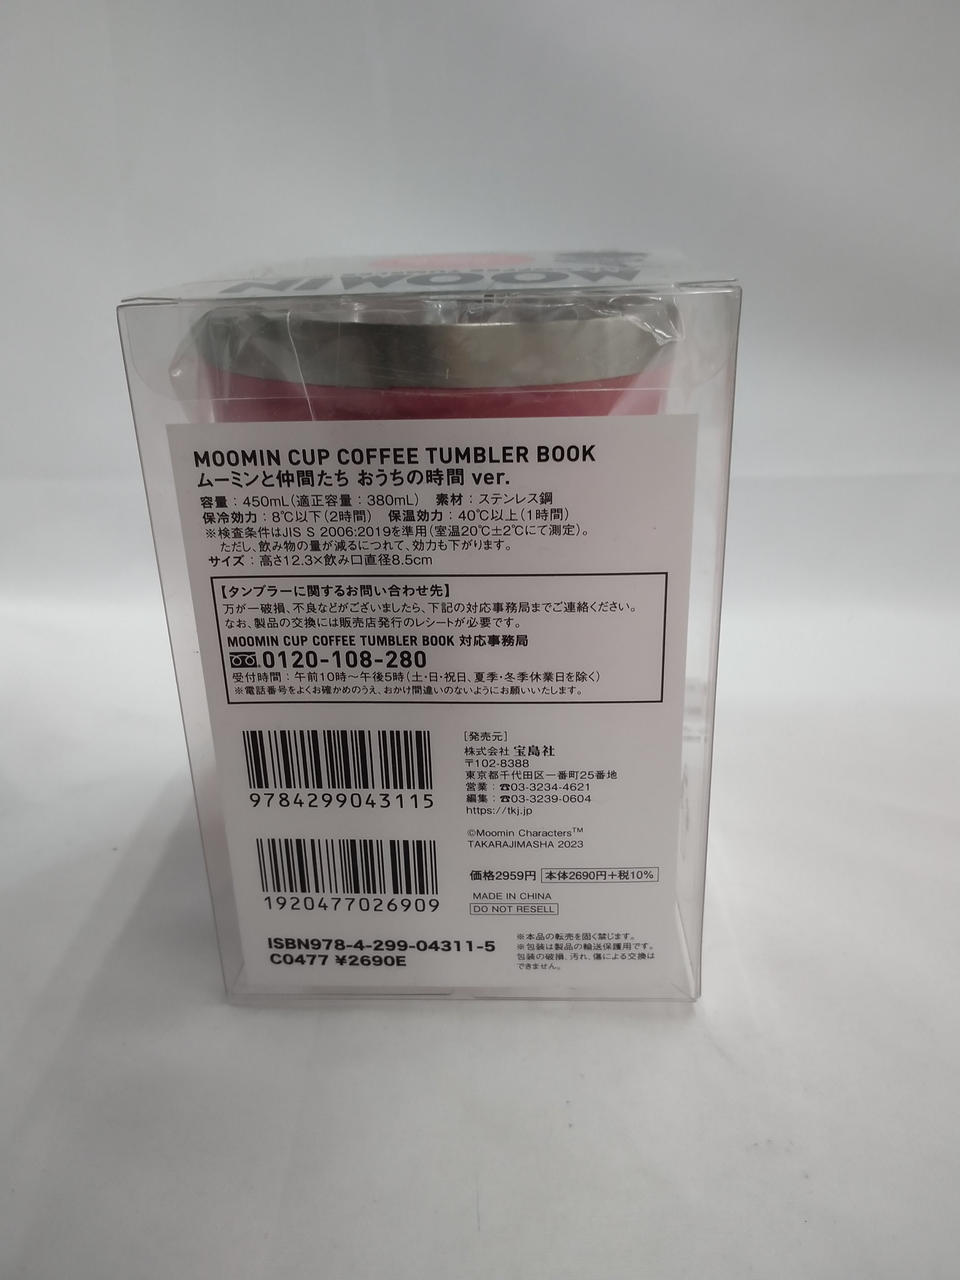 MOOMIN
MOOMIN CUP COFFEE TUMBLER BOOK
ムーミンと仲間たち おうちの時間 ver.
容量：450mL（適正容量：380mL） 素材：ステンレス鋼
保冷効力：8℃以下（2時間） 保温効力：40℃以上（1時間）
※検査条件はJIS S 2006:2019を準用（室温20℃±2℃にて測定）。
ただし、飲み物の量が減るにつれて、効力も下がります。
サイズ：高さ12.3×飲み口直径8.5cm
【タンブラーに関するお問い合わせ先】
万が一破損、不良などがございましたら、下記の対応事務局までご連絡ください。
なお、製品の交換には販売店発行のレシートが必要です。
MOOMIN CUP COFFEE TUMBLER BOOK 対応事務局
0120-108-280
受付時間：午前10時〜午後5時（土・日・祝日、夏季・冬季休業日を除く）
※電話番号をよくお確かめのうえ、おかけ間違いのないようにお願いいたします。
9784299043115
1920477026909
ISBN978-4-299-04311-5
C0477 ¥2690E
［発売元］
株式会社 宝島社
〒102-8388
東京都千代田区一番町25番地
営業：☎03-3234-4621
編集：☎03-3239-0604
https://tkj.jp
©Moomin Characters™
TAKARAJIMASHA 2023
価格2959円 本体2690円＋税10%
MADE IN CHINA
DO NOT RESELL
※本品の転売を固く禁じます。
※包装は製品の輸送保護用です。
包装の破損、汚れ、傷による交換は
できません。